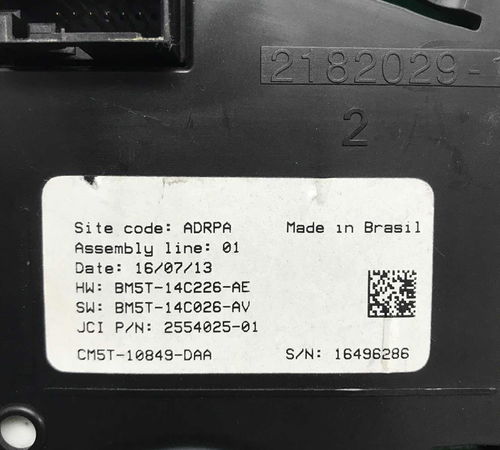 2182029-
2
Site code: ADRPA Made in Brasil
Assembly line: 01
Date: 16/07/13
HW: BM5T-14C226-AE
SW: BM5T-14C026-AV
JCI P/N: 2554025-01
CM5T-10849-DAA S/N: 16496286